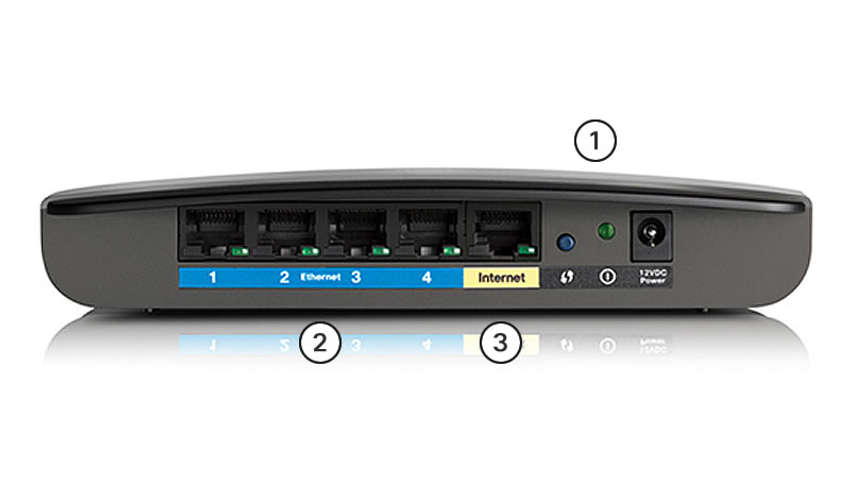 1
1 2 Ethernet 3 4 Internet 12VDC
Power
2 3